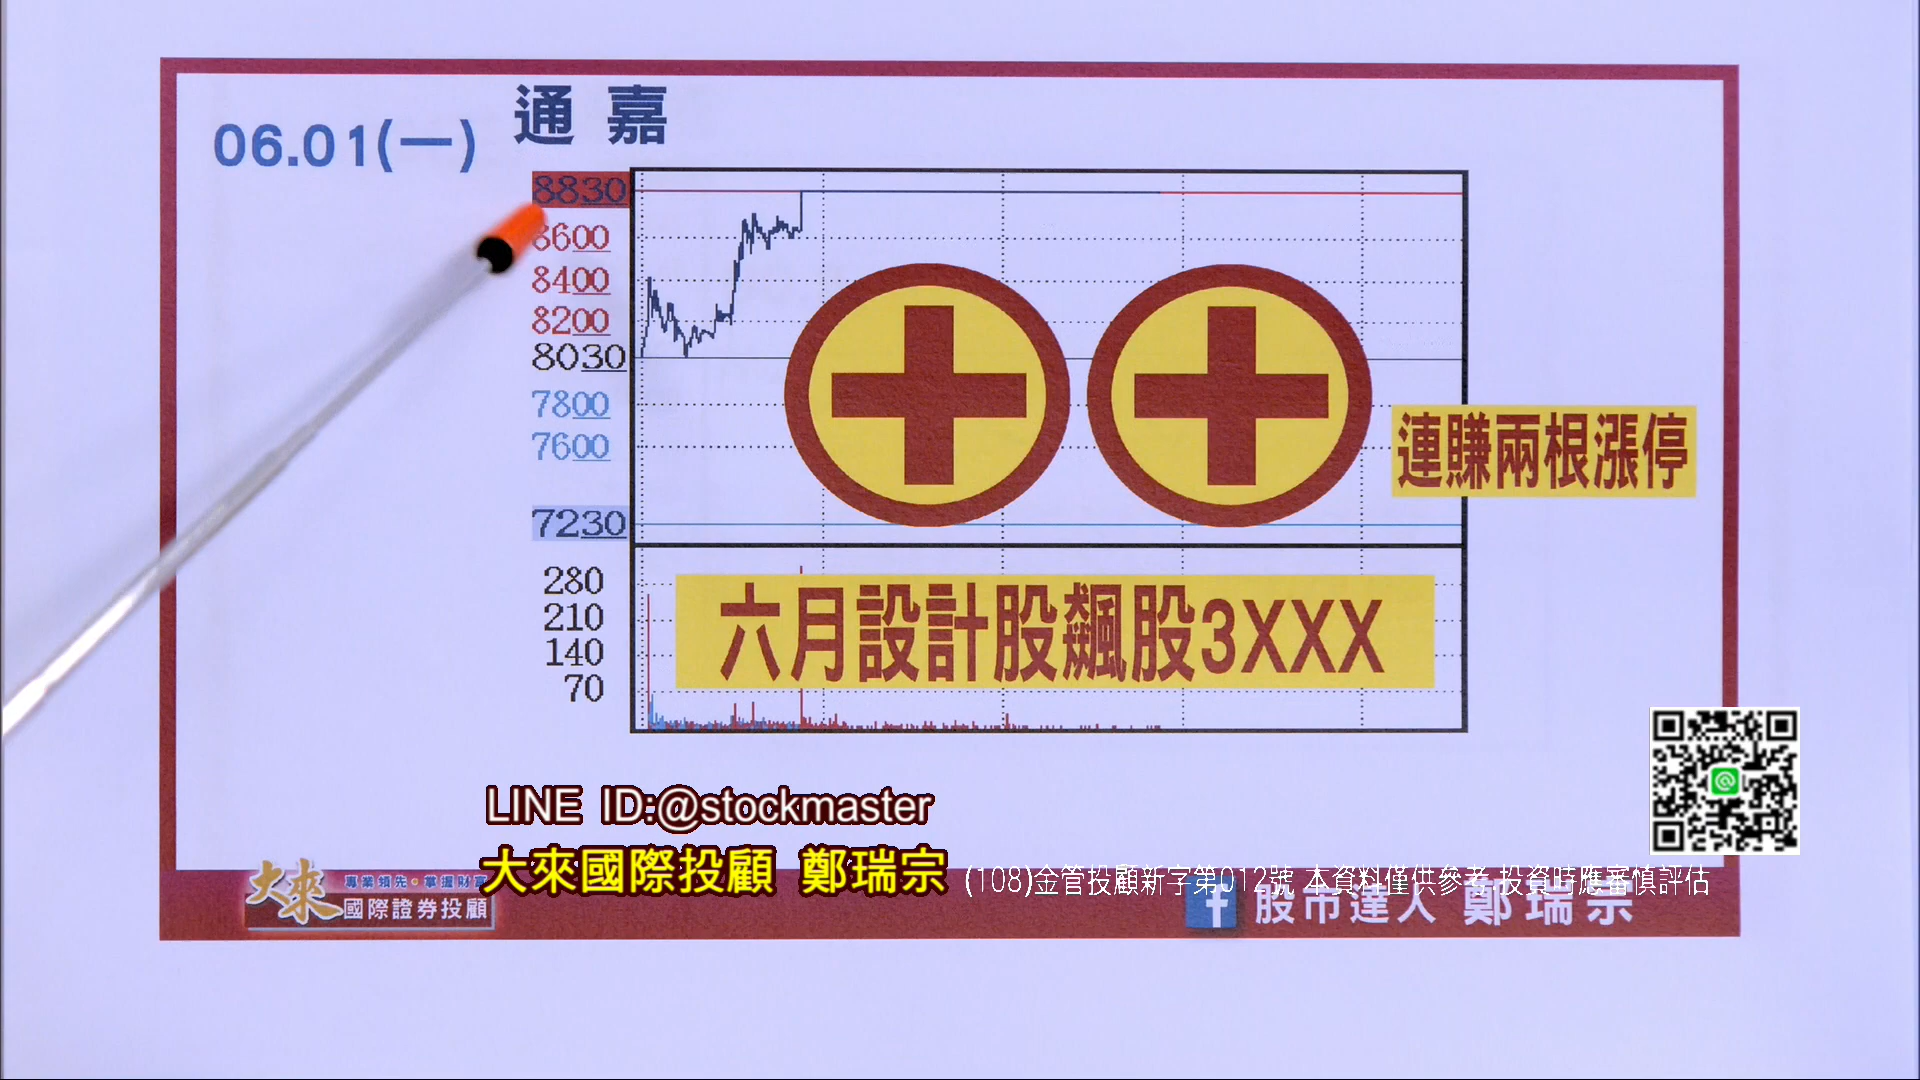 通嘉
06.01(一)
8830
8600
8400
8200
8030
7800
7600
7230
連賺兩根漲停
280
210
140
70
六月設計股飆股3XXX
LINE ID:@stockmaster
大來國際投顧 鄭瑞宗
(108)金管投顧新字第012號 本資料僅供參考,投資時應審慎評估
大來
專業領先·掌握財富
國際證券投顧
f 股市達人 鄭瑞宗